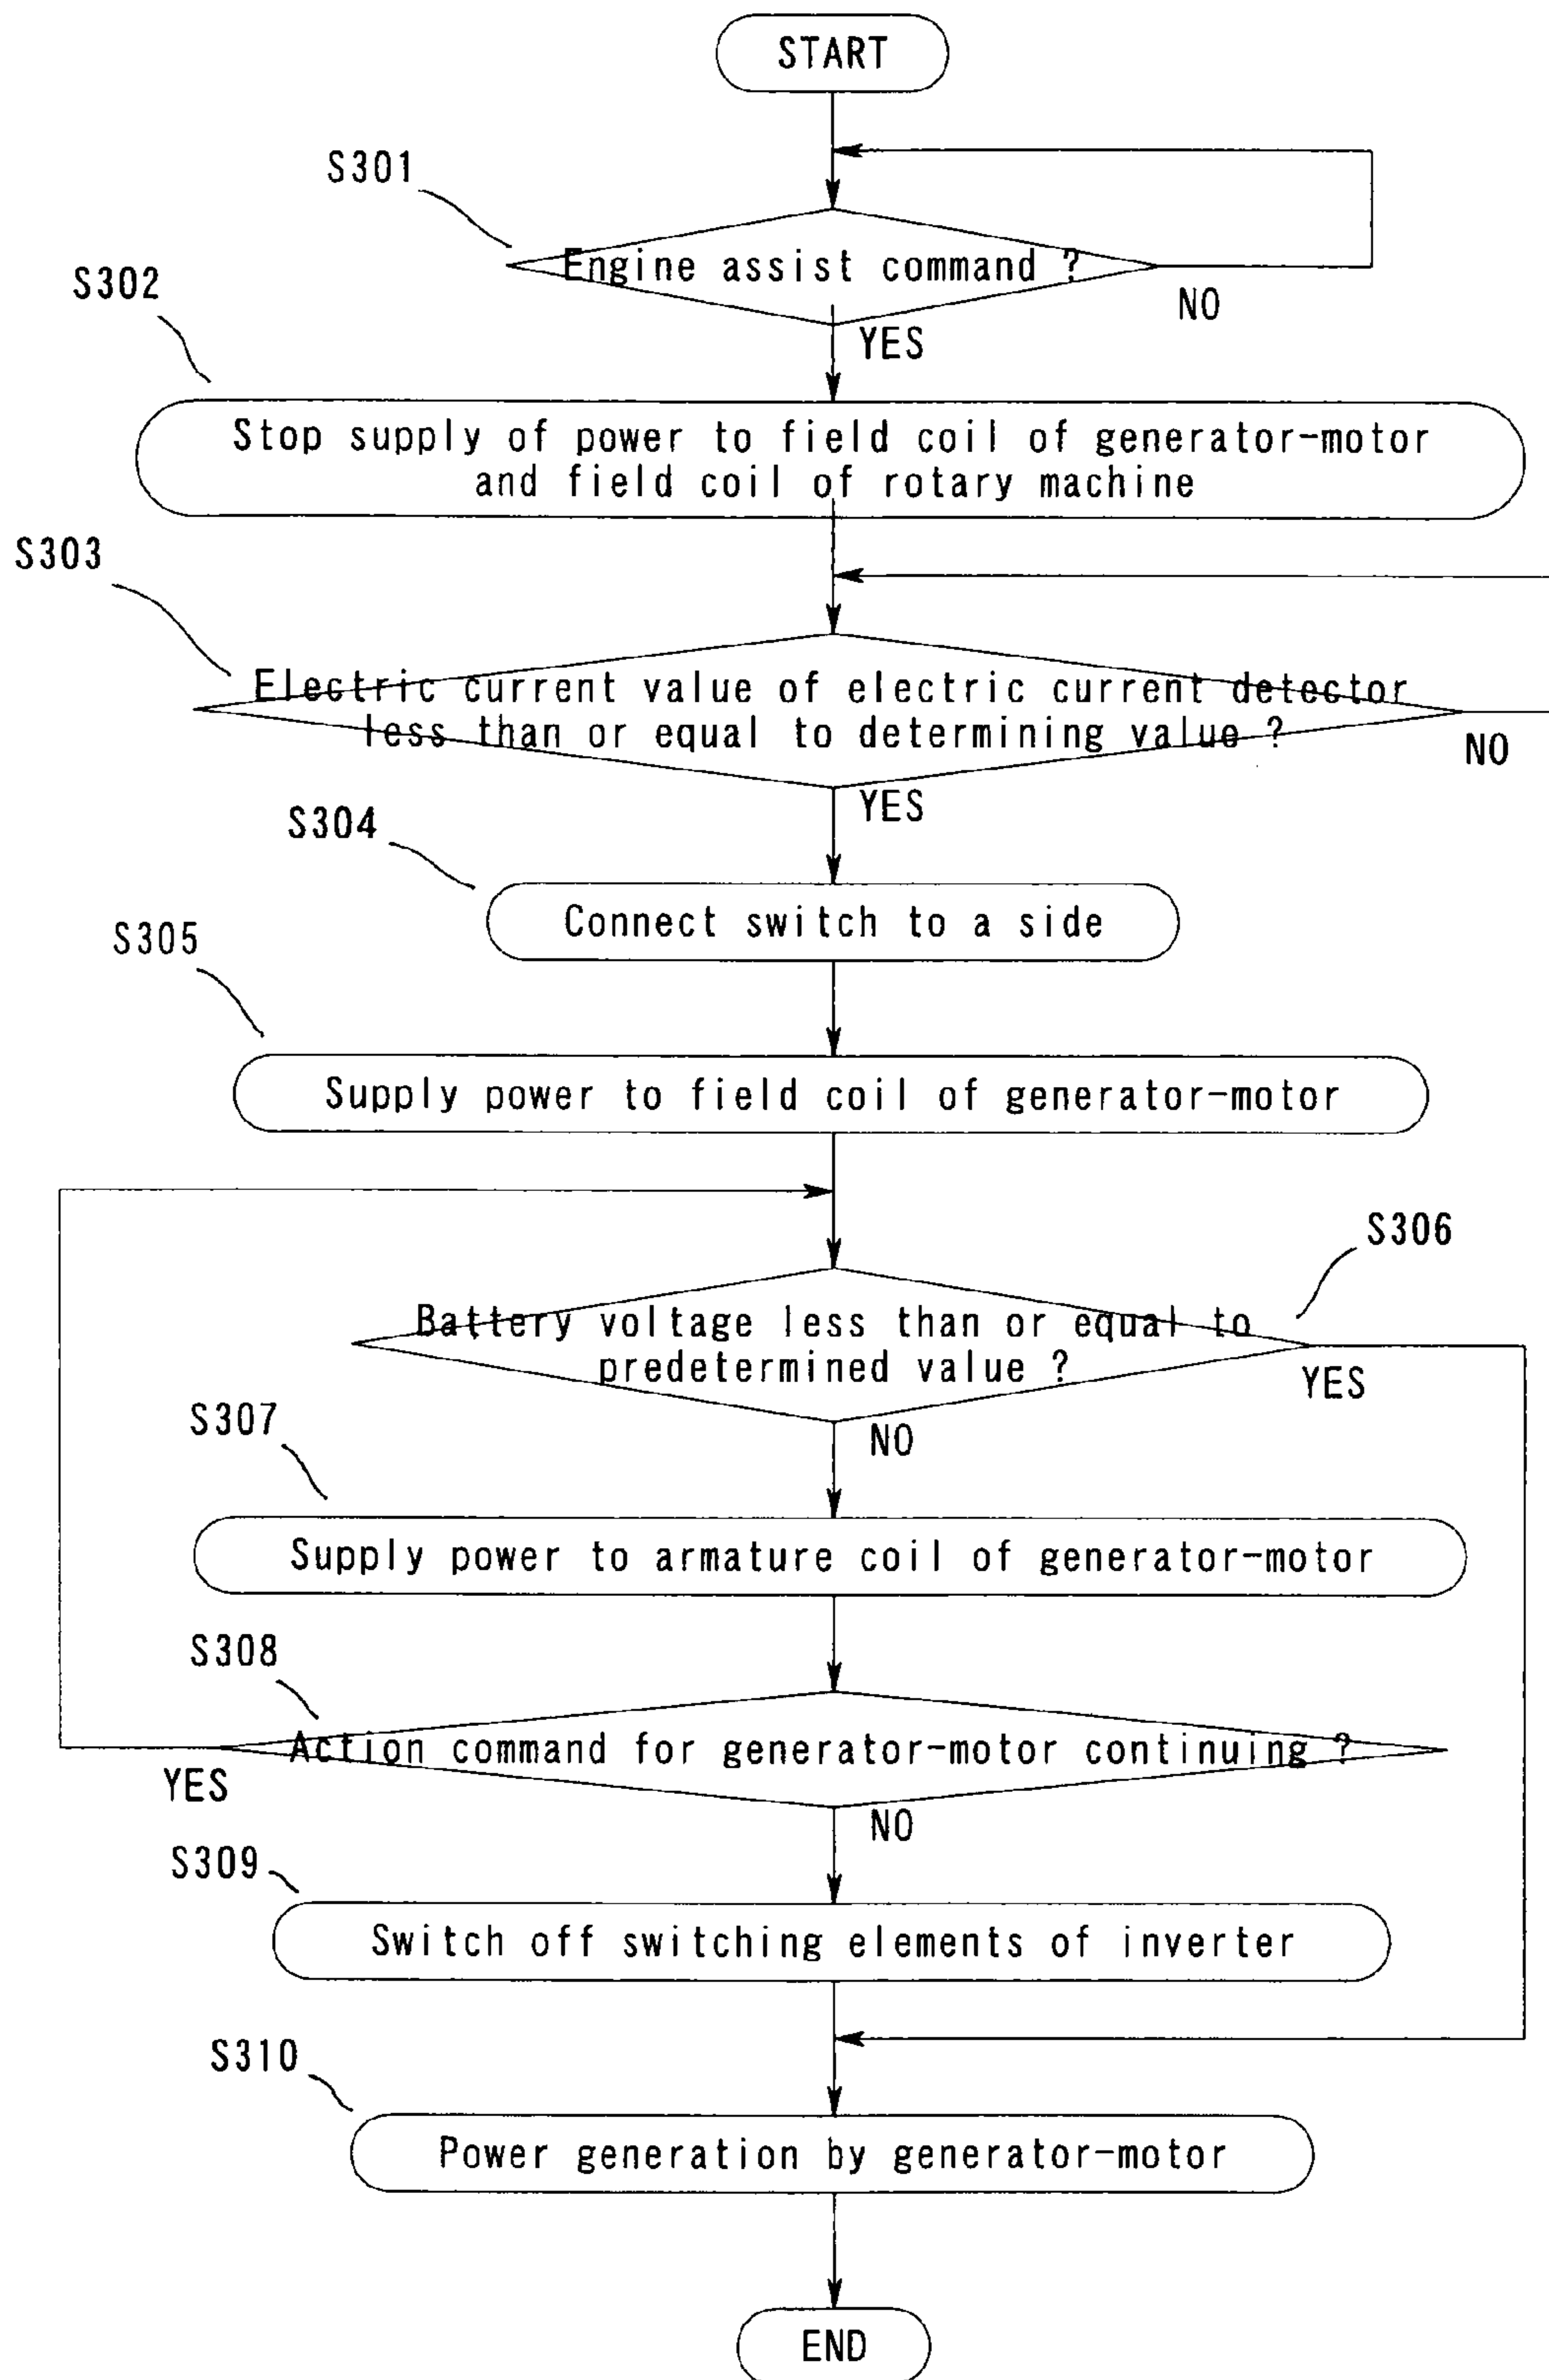 START
S301
Engine assist command ?
NO
S302
YES
Stop supply of power to field coil of generator-motor
and field coil of rotary machine
S303
Electric current value of electric current detector
less than or equal to determining value ?
NO
YES
S304
Connect switch to a side
S305
Supply power to field coil of generator-motor
S306
Battery voltage less than or equal to
predetermined value ?
YES
NO
S307
Supply power to armature coil of generator-motor
S308
Action command for generator-motor continuing ?
YES
NO
S309
Switch off switching elements of inverter
S310
Power generation by generator-motor
END